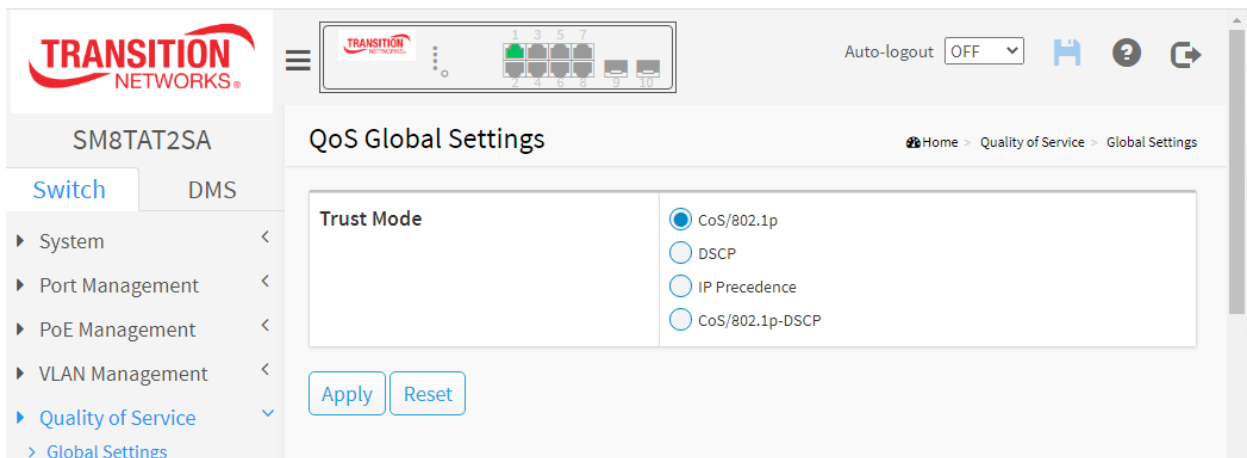 TRANSITION
NETWORKS®
TRANSITION
NETWORKS
1 3 5 7
2 4 6 8 9 10
Auto-logout OFF
SM8TAT2SA
Switch DMS
System
Port Management
PoE Management
VLAN Management
Quality of Service
Global Settings
QoS Global Settings
Home > Quality of Service > Global Settings
Trust Mode
CoS/802.1p
DSCP
IP Precedence
CoS/802.1p-DSCP
Apply Reset